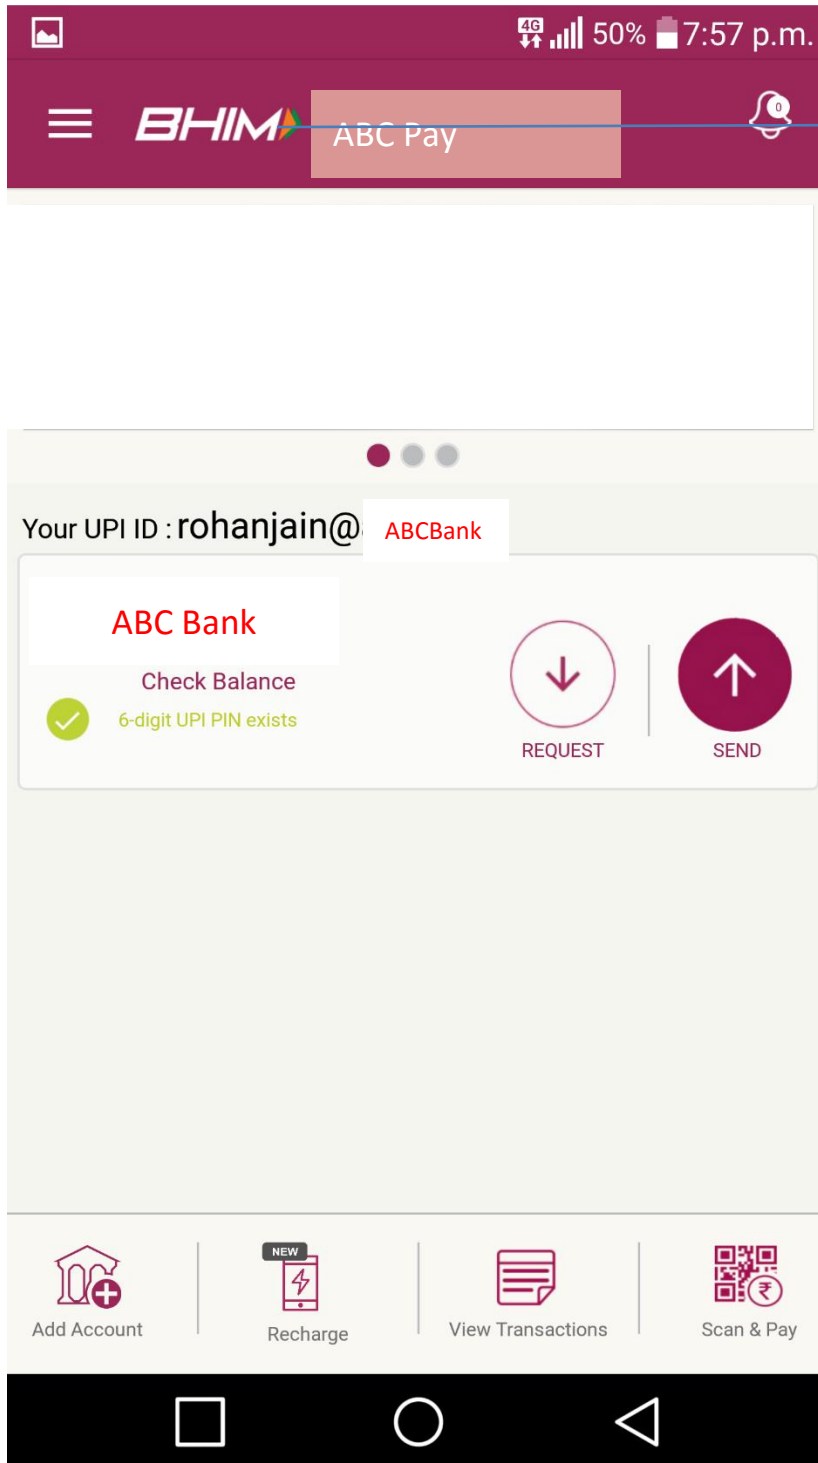 4G 50% 7:57 p.m.
BHIM ABC Pay 0
Your UPI ID : rohanjain@ ABCBank
ABC Bank
Check Balance
6-digit UPI PIN exists
REQUEST SEND
NEW
Add Account Recharge View Transactions Scan & Pay